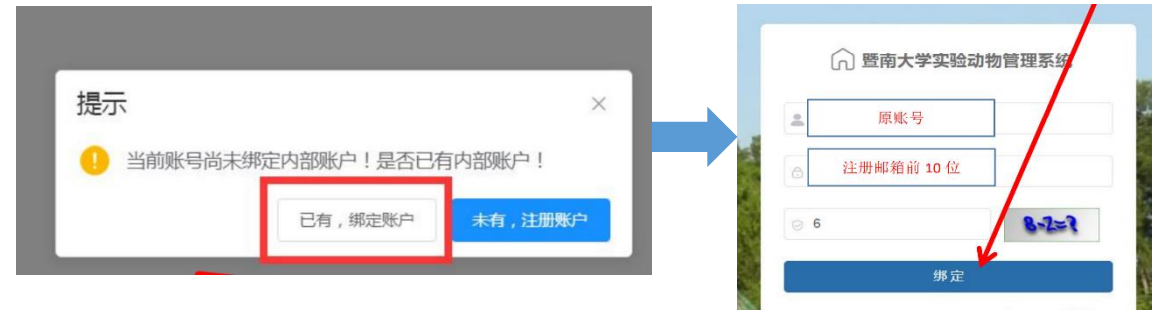 提示
当前账号尚未绑定内部账户！是否已有内部账户！
已有，绑定账户
未有，注册账户
暨南大学实验动物管理系统
原账号
注册邮箱前 10 位
6
8-2=?
绑定